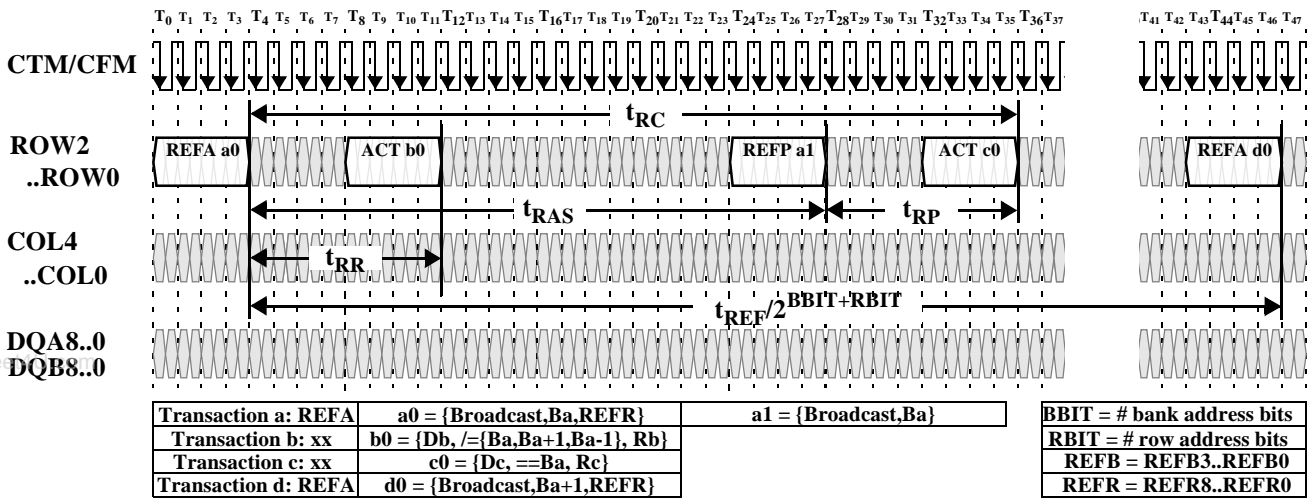 T0 T1 T2 T3 T4 T5 T6 T7 T8 T9 T10 T11 T12 T13 T14 T15 T16 T17 T18 T19 T20 T21 T22 T23 T24 T25 T26 T27 T28 T29 T30 T31 T32 T33 T34 T35 T36 T37 T41 T42 T43 T44 T45 T46 T47
CTM/CFM
tRC
ROW2
..ROW0
REFA a0 ACT b0 REFP a1 ACT c0 REFA d0
tRAS tRP
COL4
..COL0
tRR
tREF/2BBIT+RBIT
DQA8..0
DQB8..0
Transaction a: REFA a0 = {Broadcast,Ba,REFR} a1 = {Broadcast,Ba}
Transaction b: xx b0 = {Db, /={Ba,Ba+1,Ba-1}, Rb}
Transaction c: xx c0 = {Dc, ==Ba, Rc}
Transaction d: REFA d0 = {Broadcast,Ba+1,REFR}
BBIT = # bank address bits
RBIT = # row address bits
REFB = REFB3..REFB0
REFR = REFR8..REFR0